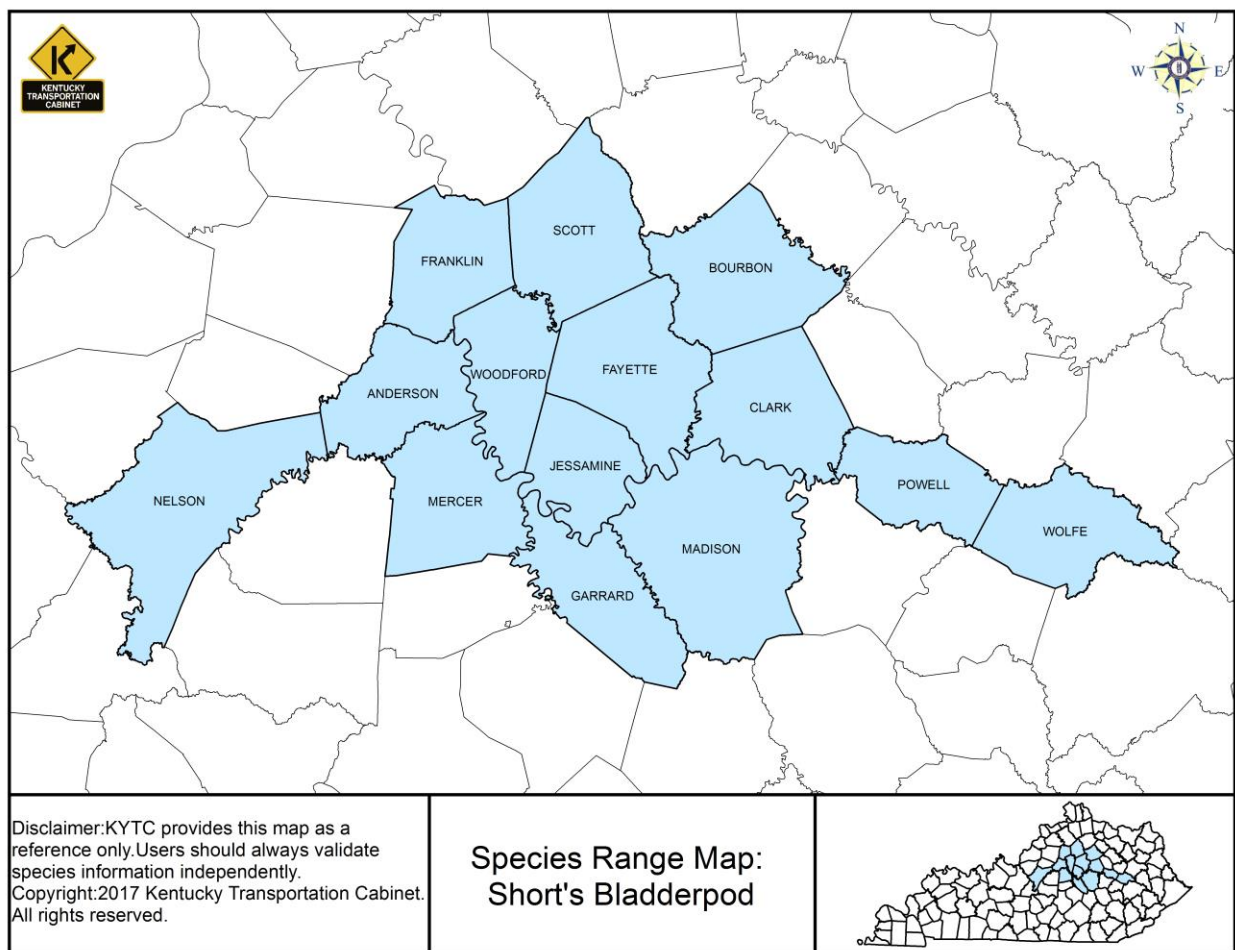 K
KENTUCKY
TRANSPORTATION
CABINET
N
W
E
S
SCOTT
FRANKLIN
BOURBON
WOODFORD
FAYETTE
ANDERSON
CLARK
JESSAMINE
NELSON
MERCER
POWELL
WOLFE
MADISON
GARRARD
Disclaimer:KYTC provides this map as a
reference only.Users should always validate
species information independently.
Copyright:2017 Kentucky Transportation Cabinet.
All rights reserved.
Species Range Map:
Short's Bladderpod